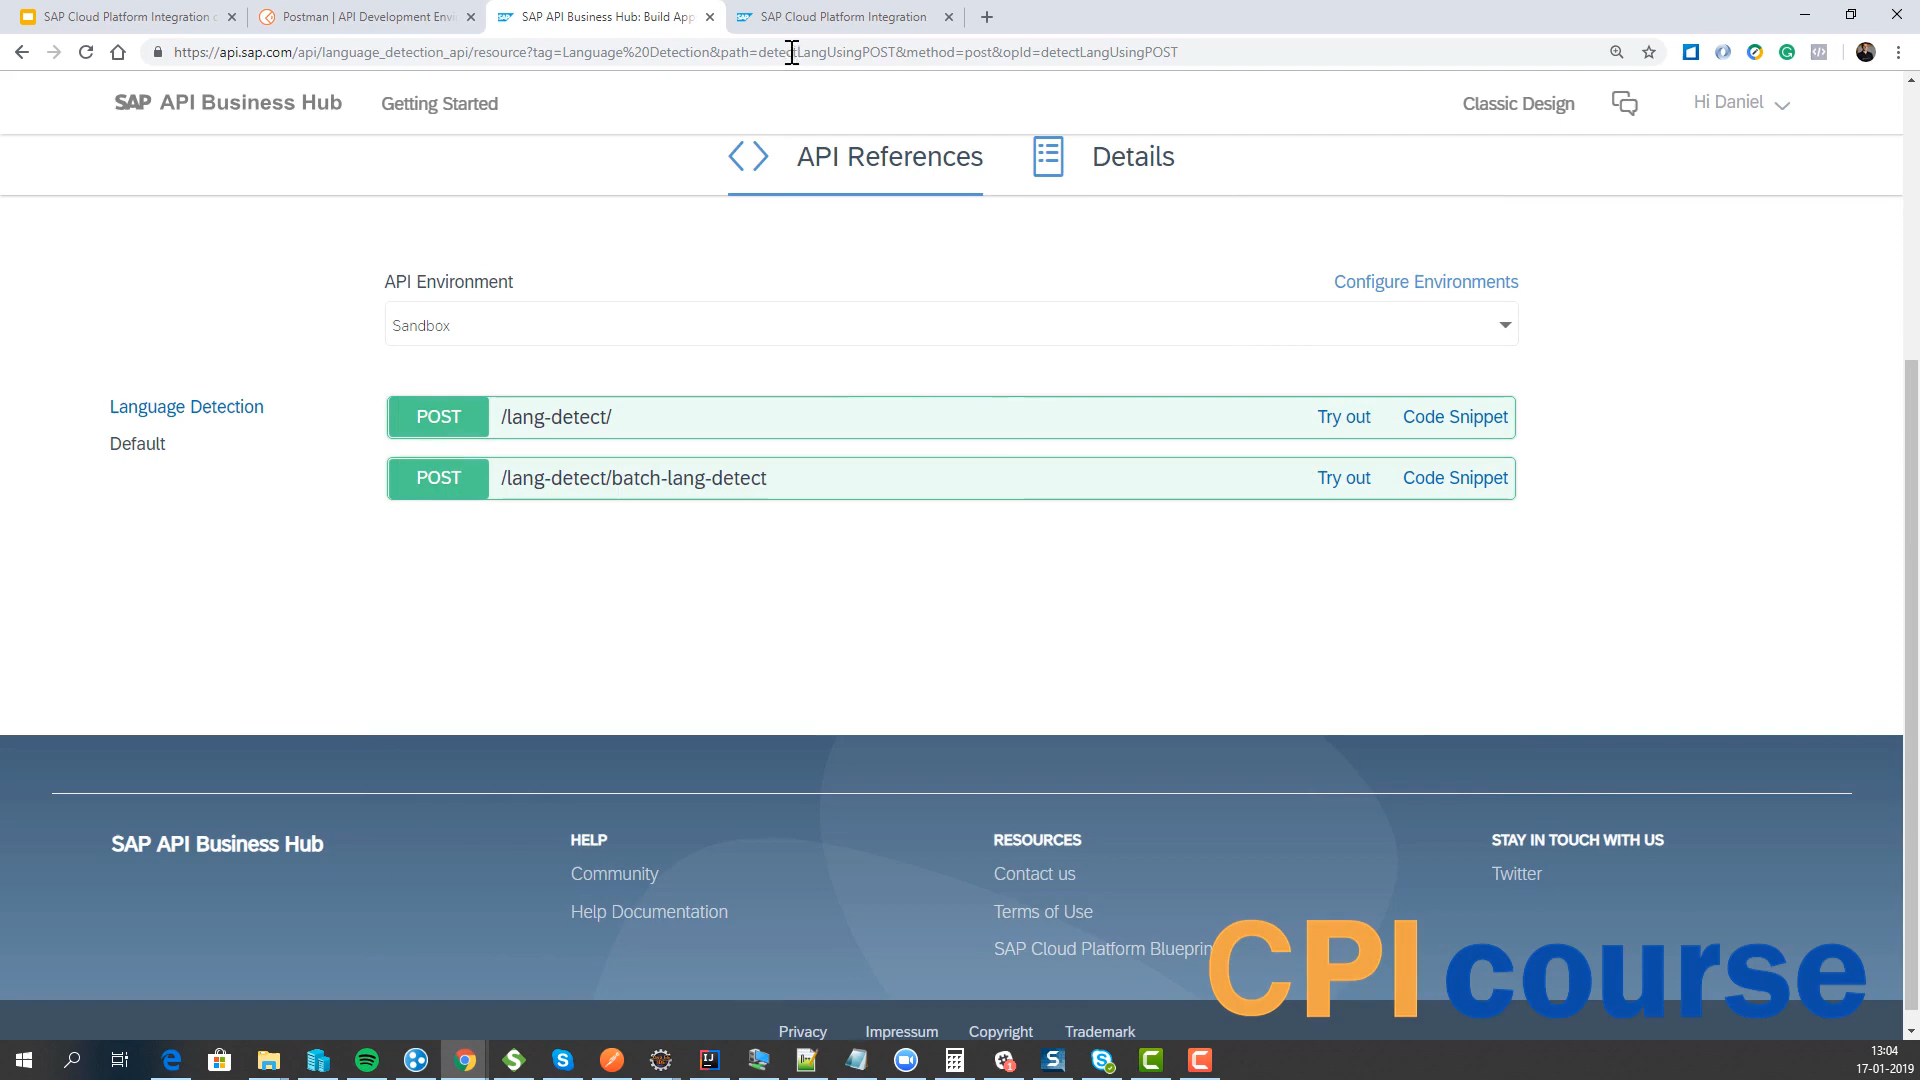 SAP Cloud Platform Integration
Postman | API Development Envi
SAP API Business Hub: Build App
SAP Cloud Platform Integration
https://api.sap.com/api/language_detection_api/resource?tag=Language%20Detection&path=detectLangUsingPOST&method=post&opId=detectLangUsingPOST
SAP API Business Hub
Getting Started
Classic Design
Hi Daniel
API References
Details
API Environment
Configure Environments
Sandbox
Language Detection
Default
POST /lang-detect/ Try out Code Snippet
POST /lang-detect/batch-lang-detect Try out Code Snippet
SAP API Business Hub
HELP
Community
Help Documentation
RESOURCES
Contact us
Terms of Use
SAP Cloud Platform Blueprin
STAY IN TOUCH WITH US
Twitter
CPI course
Privacy Impressum Copyright Trademark
13:04
17-01-2019